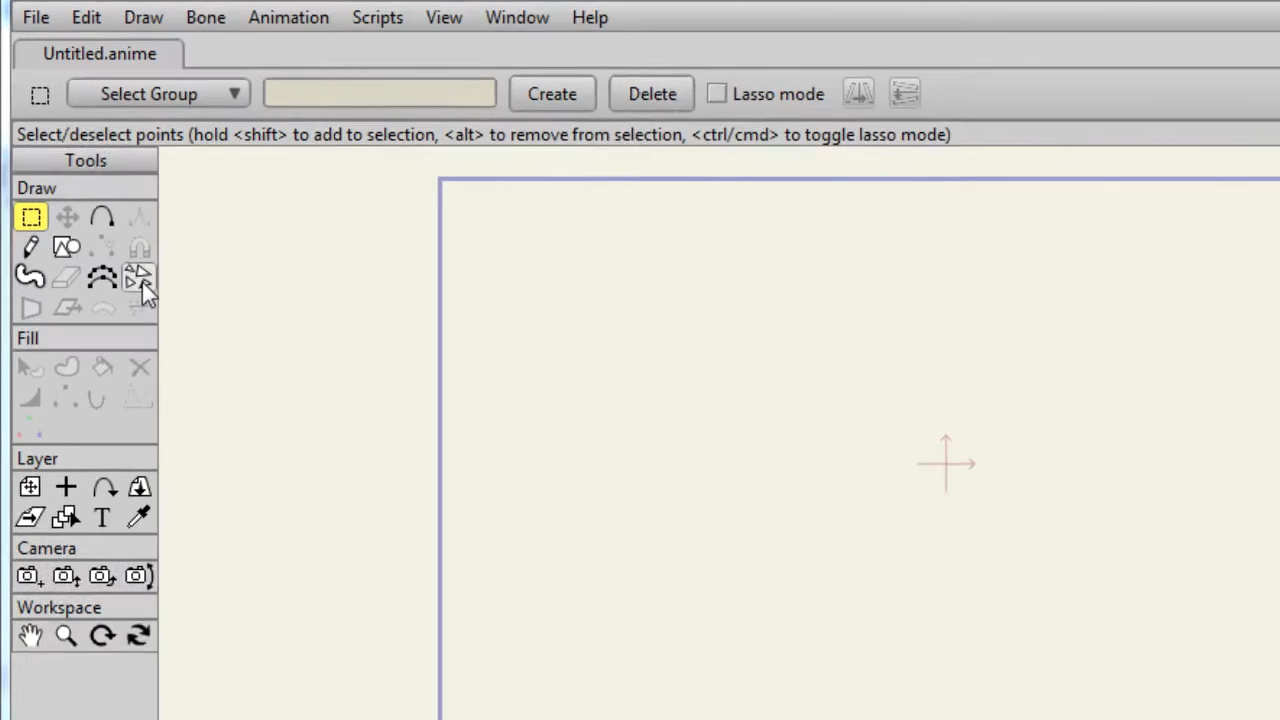 File Edit Draw Bone Animation Scripts View Window Help
Untitled.anime
Select Group Create Delete Lasso mode
Select/deselect points (hold <shift> to add to selection, <alt> to remove from selection, <ctrl/cmd> to toggle lasso mode)
Tools
Draw
Fill
Layer
T
Camera
Workspace